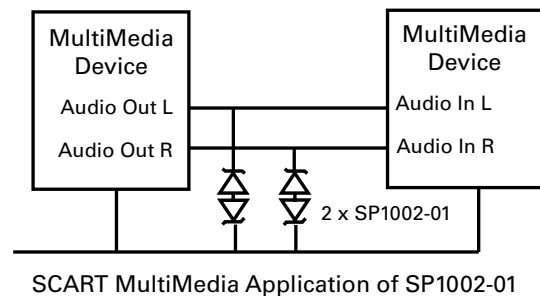 MultiMedia
Device
Audio Out L
Audio Out R
MultiMedia
Device
Audio In L
Audio In R
2 x SP1002-01
SCART MultiMedia Application of SP1002-01